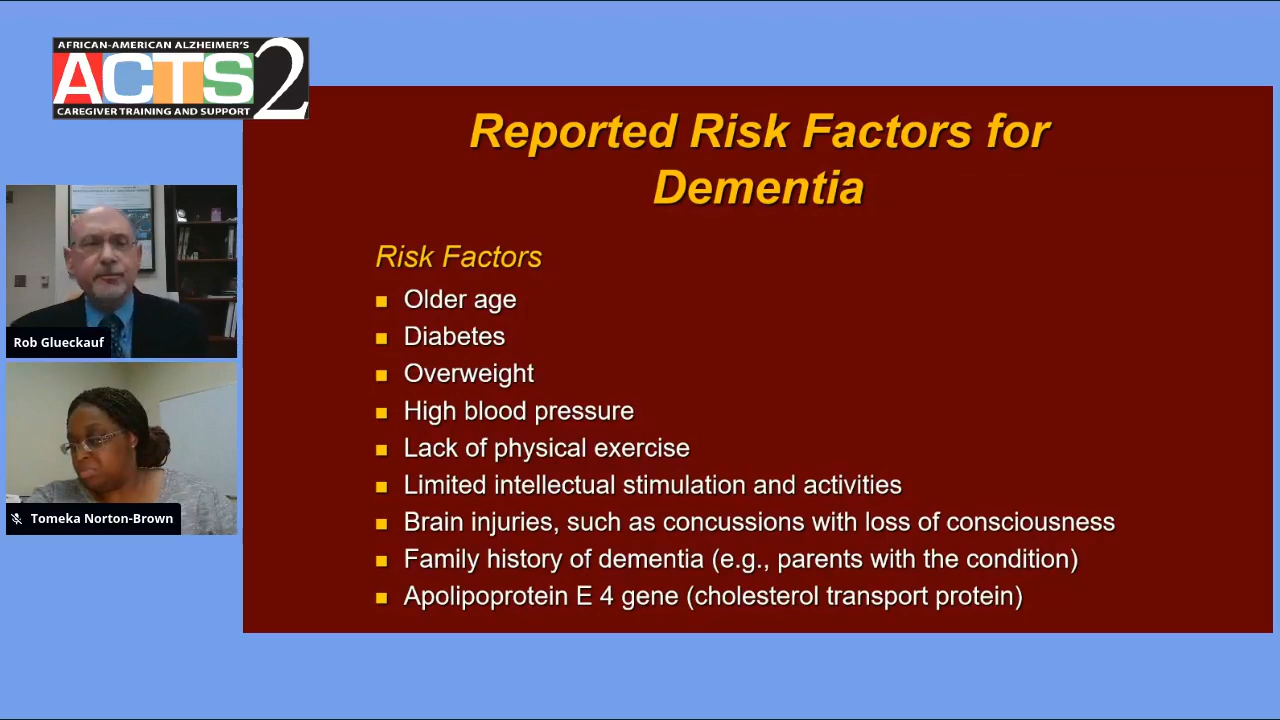 AFRICAN-AMERICAN ALZHEIMER'S
ACTS 2
CAREGIVER TRAINING AND SUPPORT
Reported Risk Factors for
Dementia
Risk Factors
Older age
Diabetes
Overweight
High blood pressure
Lack of physical exercise
Limited intellectual stimulation and activities
Brain injuries, such as concussions with loss of consciousness
Family history of dementia (e.g., parents with the condition)
Apolipoprotein E 4 gene (cholesterol transport protein)
Rob Glueckauf
Tomeka Norton-Brown